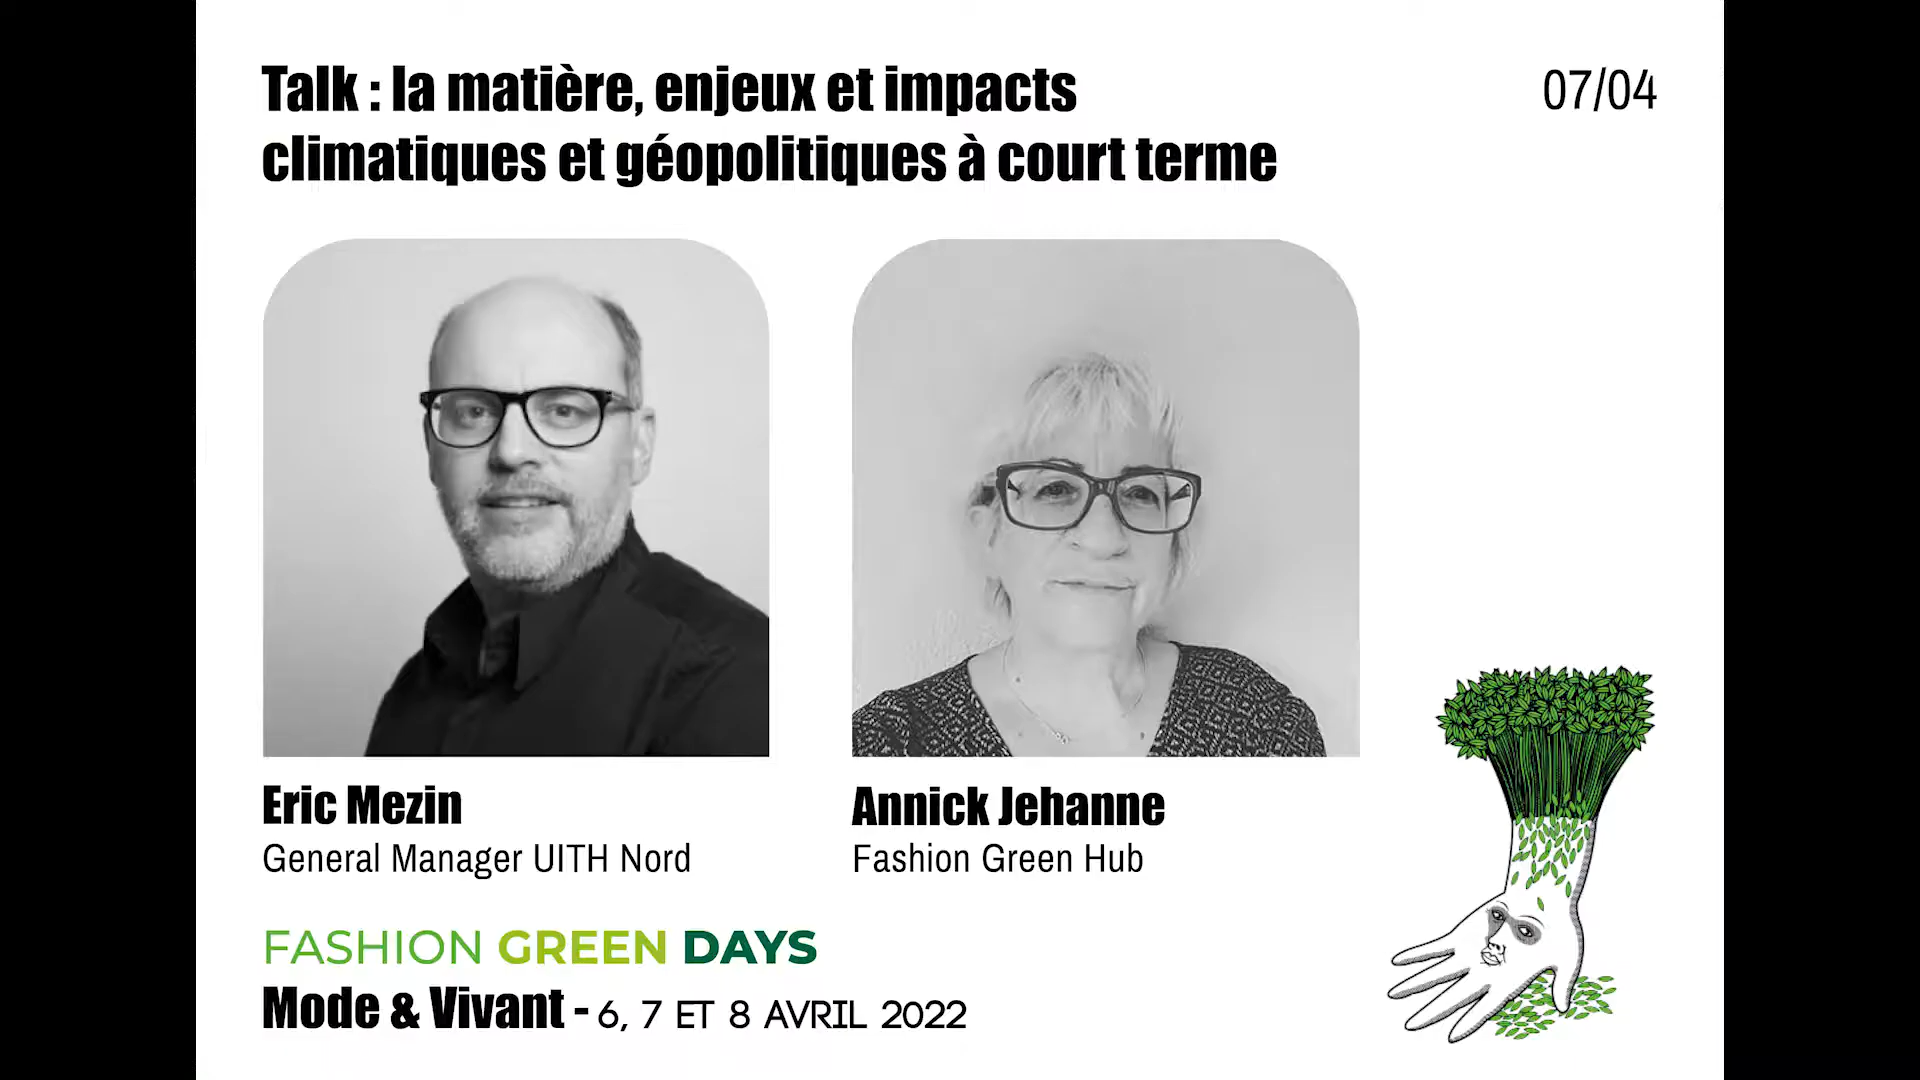 Talk : la matière, enjeux et impacts
climatiques et géopolitiques à court terme
07/04
Eric Mezin
General Manager UITH Nord
Annick Jehanne
Fashion Green Hub
FASHION GREEN DAYS
Mode & Vivant - 6, 7 ET 8 AVRIL 2022